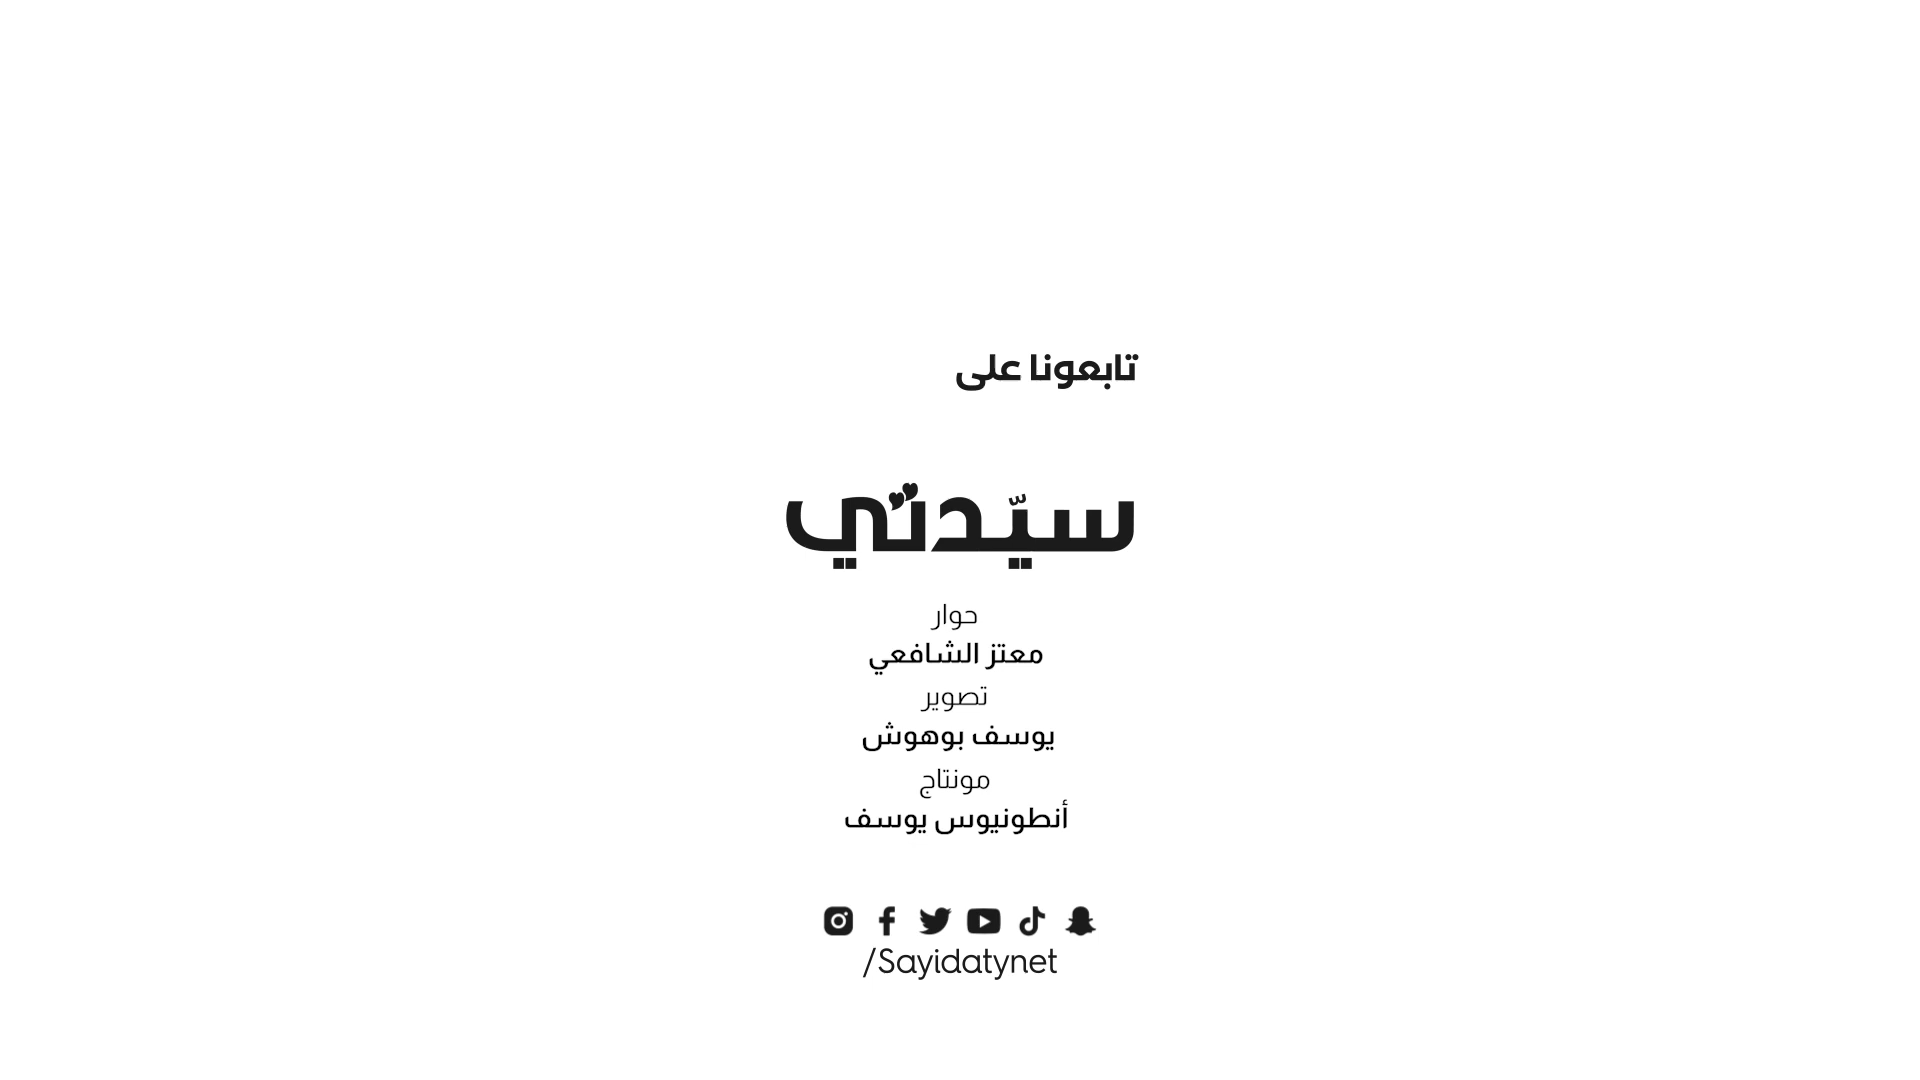 تابعونا على
سيّدتي
حوار
معتز الشافعي
تصوير
يوسف بوهوش
مونتاج
أنطونيوس يوسف
/Sayidatynet